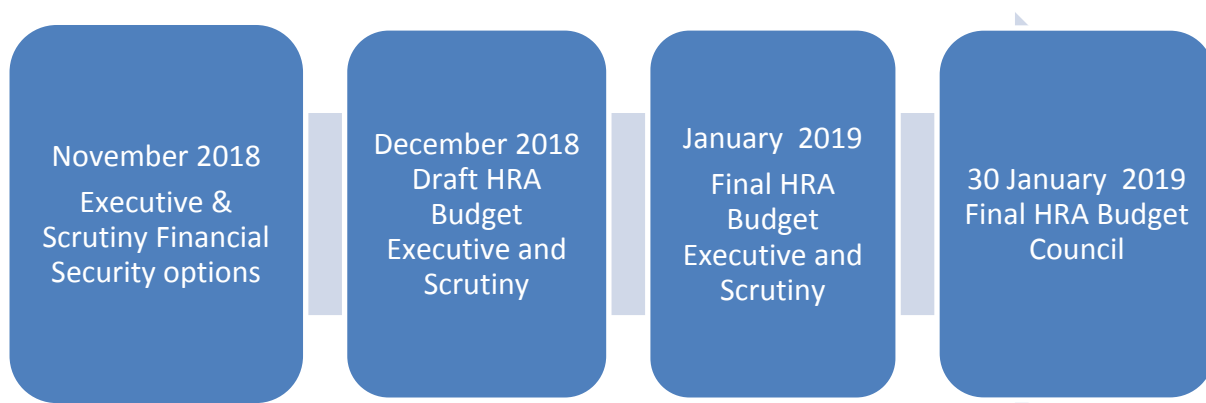 November 2018
Executive &
Scrutiny Financial
Security options
December 2018
Draft HRA
Budget
Executive and
Scrutiny
January  2019
Final HRA
Budget
Executive and
Scrutiny
30 January  2019
Final HRA Budget
Council